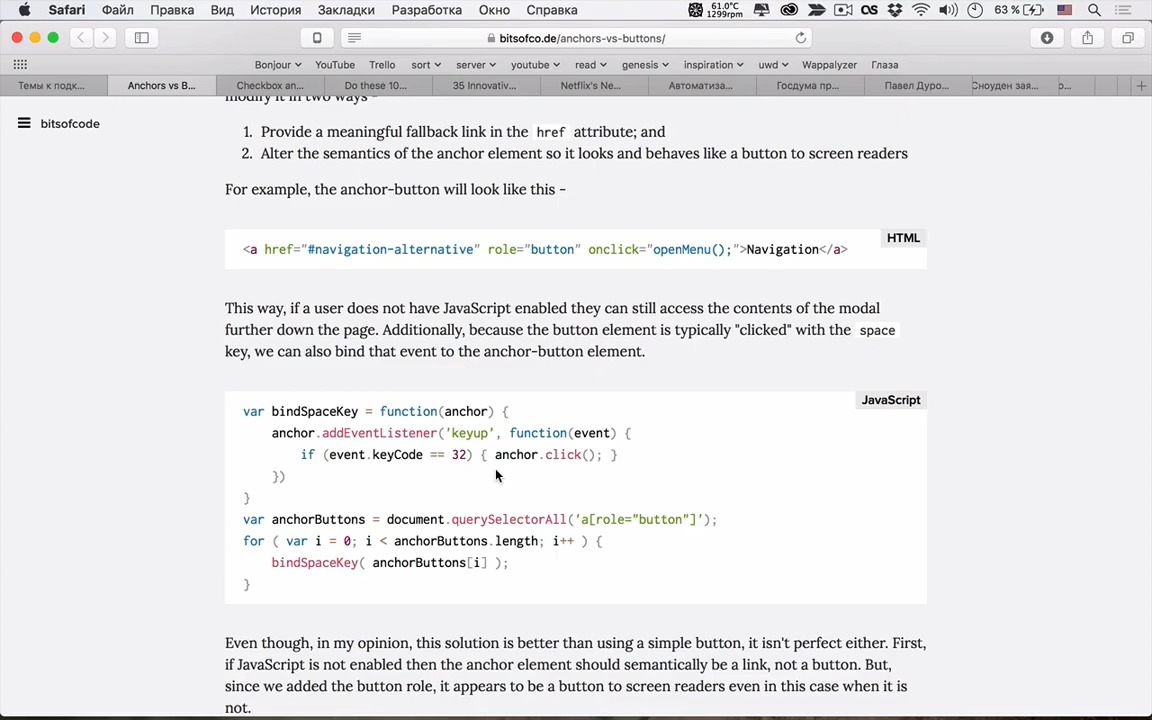 Safari Файл Правка Вид История Закладки Разработка Окно Справка 61.0°C 1299rpm 63 %
bitsofco.de/anchors-vs-buttons/
Bonjour YouTube Trello sort server youtube read genesis inspiration uwd Wappalyzer Глаза
Темы к подк... Anchors vs B... Checkbox an... Do these 10... 35 Innovativ... Netflix's Ne... Автоматиза... Госдума пр... Павел Дуро... Сноуден зая...
modify it in two ways -
bitsofcode
1. Provide a meaningful fallback link in the href attribute; and
2. Alter the semantics of the anchor element so it looks and behaves like a button to screen readers
For example, the anchor-button will look like this -
HTML
<a href="#navigation-alternative" role="button" onclick="openMenu();">Navigation</a>
This way, if a user does not have JavaScript enabled they can still access the contents of the modal
further down the page. Additionally, because the button element is typically "clicked" with the space
key, we can also bind that event to the anchor-button element.
JavaScript
var bindSpaceKey = function(anchor) {
anchor.addEventListener('keyup', function(event) {
if (event.keyCode == 32) { anchor.click(); }
})
}
var anchorButtons = document.querySelectorAll('a[role="button"]');
for ( var i = 0; i < anchorButtons.length; i++ ) {
bindSpaceKey( anchorButtons[i] );
}
Even though, in my opinion, this solution is better than using a simple button, it isn't perfect either. First,
if JavaScript is not enabled then the anchor element should semantically be a link, not a button. But,
since we added the button role, it appears to be a button to screen readers even in this case when it is
not.